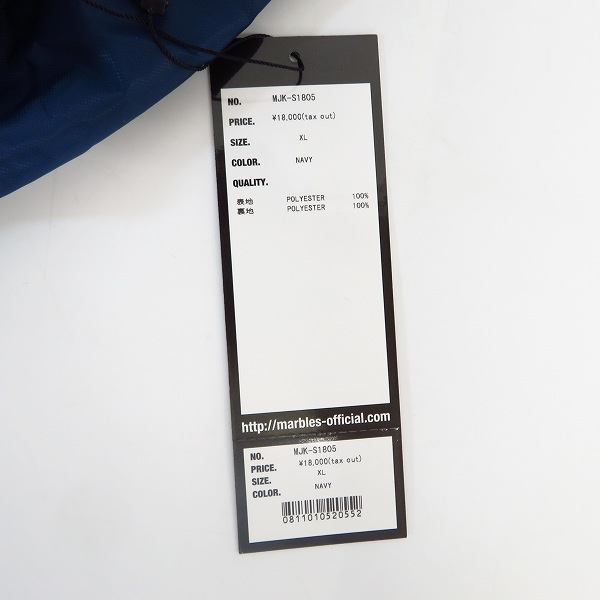 NO. MJK-S1805
PRICE. ¥18,000(tax out)
SIZE. XL
COLOR. NAVY
QUALITY.
表地 POLYESTER 100%
裏地 POLYESTER 100%
http://marbles-official.com
NO. MJK-S1805
PRICE. ¥18,000(tax out)
SIZE. XL
COLOR. NAVY
0811010520552